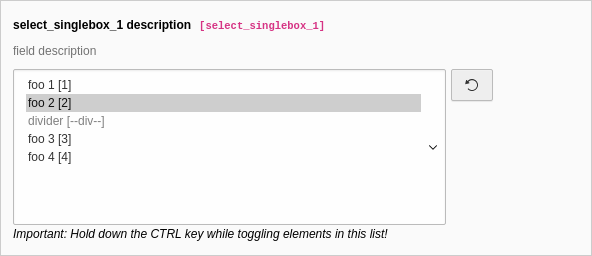 select_singlebox_1 description [select_singlebox_1]
field description
foo 1 [1]
foo 2 [2]
divider [--div--]
foo 3 [3]
foo 4 [4]
Important: Hold down the CTRL key while toggling elements in this list!